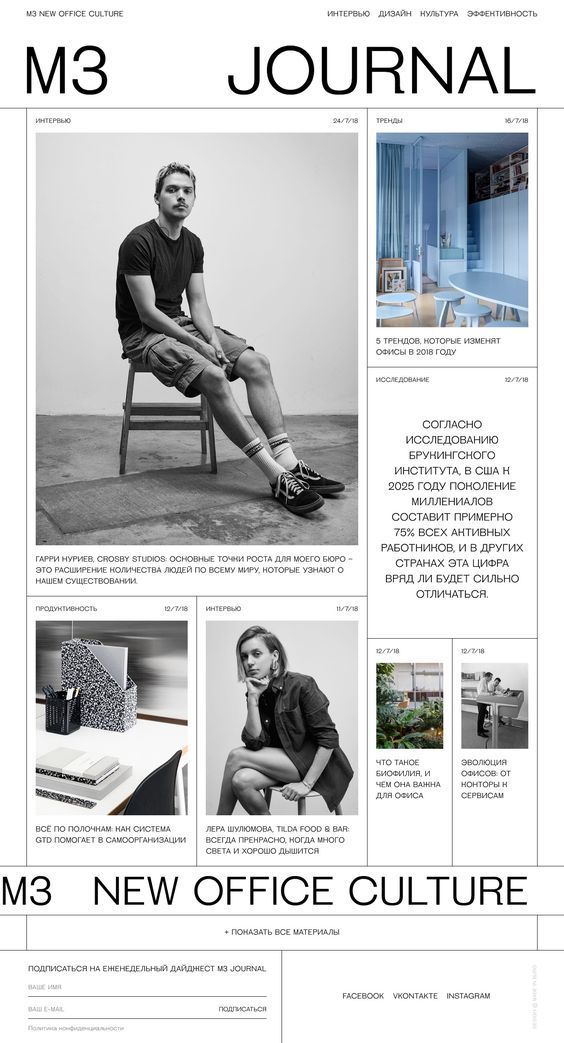 M3 NEW OFFICE CULTURE
ИНТЕРВЬЮ ДИЗАЙН КУЛЬТУРА ЭФФЕКТИВНОСТЬ
M3 JOURNAL
ИНТЕРВЬЮ 24/7/18
ГАРРИ НУРИЕВ, CROSBY STUDIOS: ОСНОВНЫЕ ТОЧКИ РОСТА ДЛЯ МОЕГО БЮРО –
ЭТО РАСШИРЕНИЕ КОЛИЧЕСТВА ЛЮДЕЙ ПО ВСЕМУ МИРУ, КОТОРЫЕ УЗНАЮТ О
НАШЕМ СУЩЕСТВОВАНИИ.
ТРЕНДЫ 16/7/18
5 ТРЕНДОВ, КОТОРЫЕ ИЗМЕНЯТ
ОФИСЫ В 2018 ГОДУ
ИССЛЕДОВАНИЕ 12/7/18
СОГЛАСНО
ИССЛЕДОВАНИЮ
БРУКИНГСКОГО
ИНСТИТУТА, В США К
2025 ГОДУ ПОКОЛЕНИЕ
МИЛЛЕНИАЛОВ
СОСТАВИТ ПРИМЕРНО
75% ВСЕХ АКТИВНЫХ
РАБОТНИКОВ, И В ДРУГИХ
СТРАНАХ ЭТА ЦИФРА
ВРЯД ЛИ БУДЕТ СИЛЬНО
ОТЛИЧАТЬСЯ.
ПРОДУКТИВНОСТЬ 12/7/18
ВСЁ ПО ПОЛОЧКАМ: КАК СИСТЕМА
GTD ПОМОГАЕТ В САМООРГАНИЗАЦИИ
ИНТЕРВЬЮ 11/7/18
ЛЕРА ШУЛЮМОВА, TILDA FOOD & BAR:
ВСЕГДА ПРЕКРАСНО, КОГДА МНОГО
СВЕТА И ХОРОШО ДЫШИТСЯ
12/7/18
ЧТО ТАКОЕ
БИОФИЛИЯ, И
ЧЕМ ОНА ВАЖНА
ДЛЯ ОФИСА
12/7/18
ЭВОЛЮЦИЯ
ОФИСОВ: ОТ
КОНТОРЫ К
СЕРВИСАМ
M3 NEW OFFICE CULTURE
+ ПОКАЗАТЬ ВСЕ МАТЕРИАЛЫ
ПОДПИСАТЬСЯ НА ЕЖЕНЕДЕЛЬНЫЙ ДАЙДЖЕСТ M3 JOURNAL
ВАШЕ ИМЯ
ВАШ E-MAIL ПОДПИСАТЬСЯ
Политика конфиденциальности
FACEBOOK VKONTAKTE INSTAGRAM